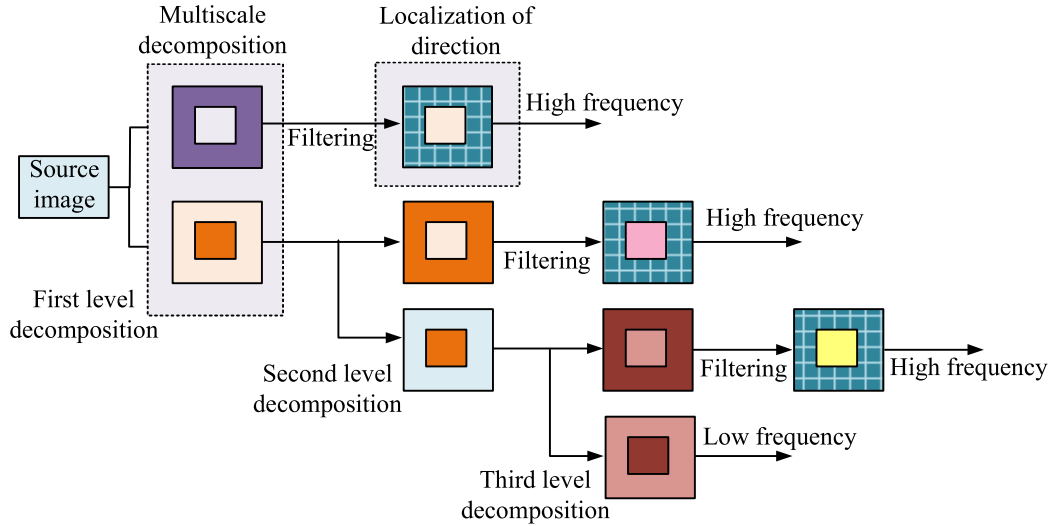 Multiscale
decomposition
Localization of
direction
High frequency
Filtering
Source
image
High frequency
Filtering
First level
decomposition
Second level
decomposition
Filtering
High frequency
Low frequency
Third level
decomposition